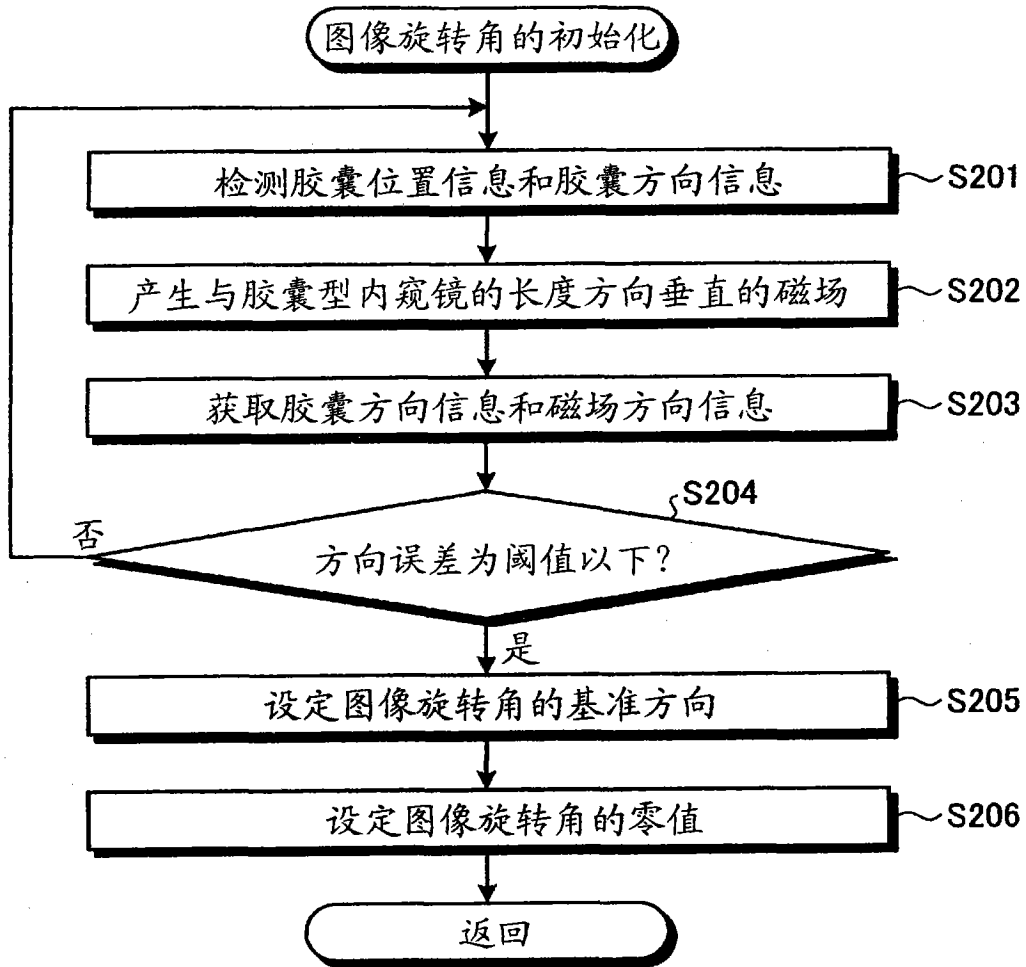 图像旋转角的初始化
检测胶囊位置信息和胶囊方向信息
S201
产生与胶囊型内窥镜的长度方向垂直的磁场
S202
获取胶囊方向信息和磁场方向信息
S203
S204
否
方向误差为阈值以下?
是
设定图像旋转角的基准方向
S205
设定图像旋转角的零值
S206
返回